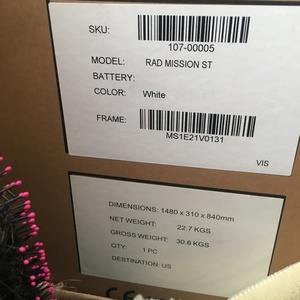 SKU:
107-00005
MODEL: RAD MISSION ST
BATTERY:
COLOR: White
FRAME:
MS1E21V0131
VIS
DIMENSIONS: 1480 x 310 x 840mm
NET WEIGHT: 22.7 KGS
GROSS WEIGHT: 30.6 KGS
QTY: 1 PC
DESTINATION: US